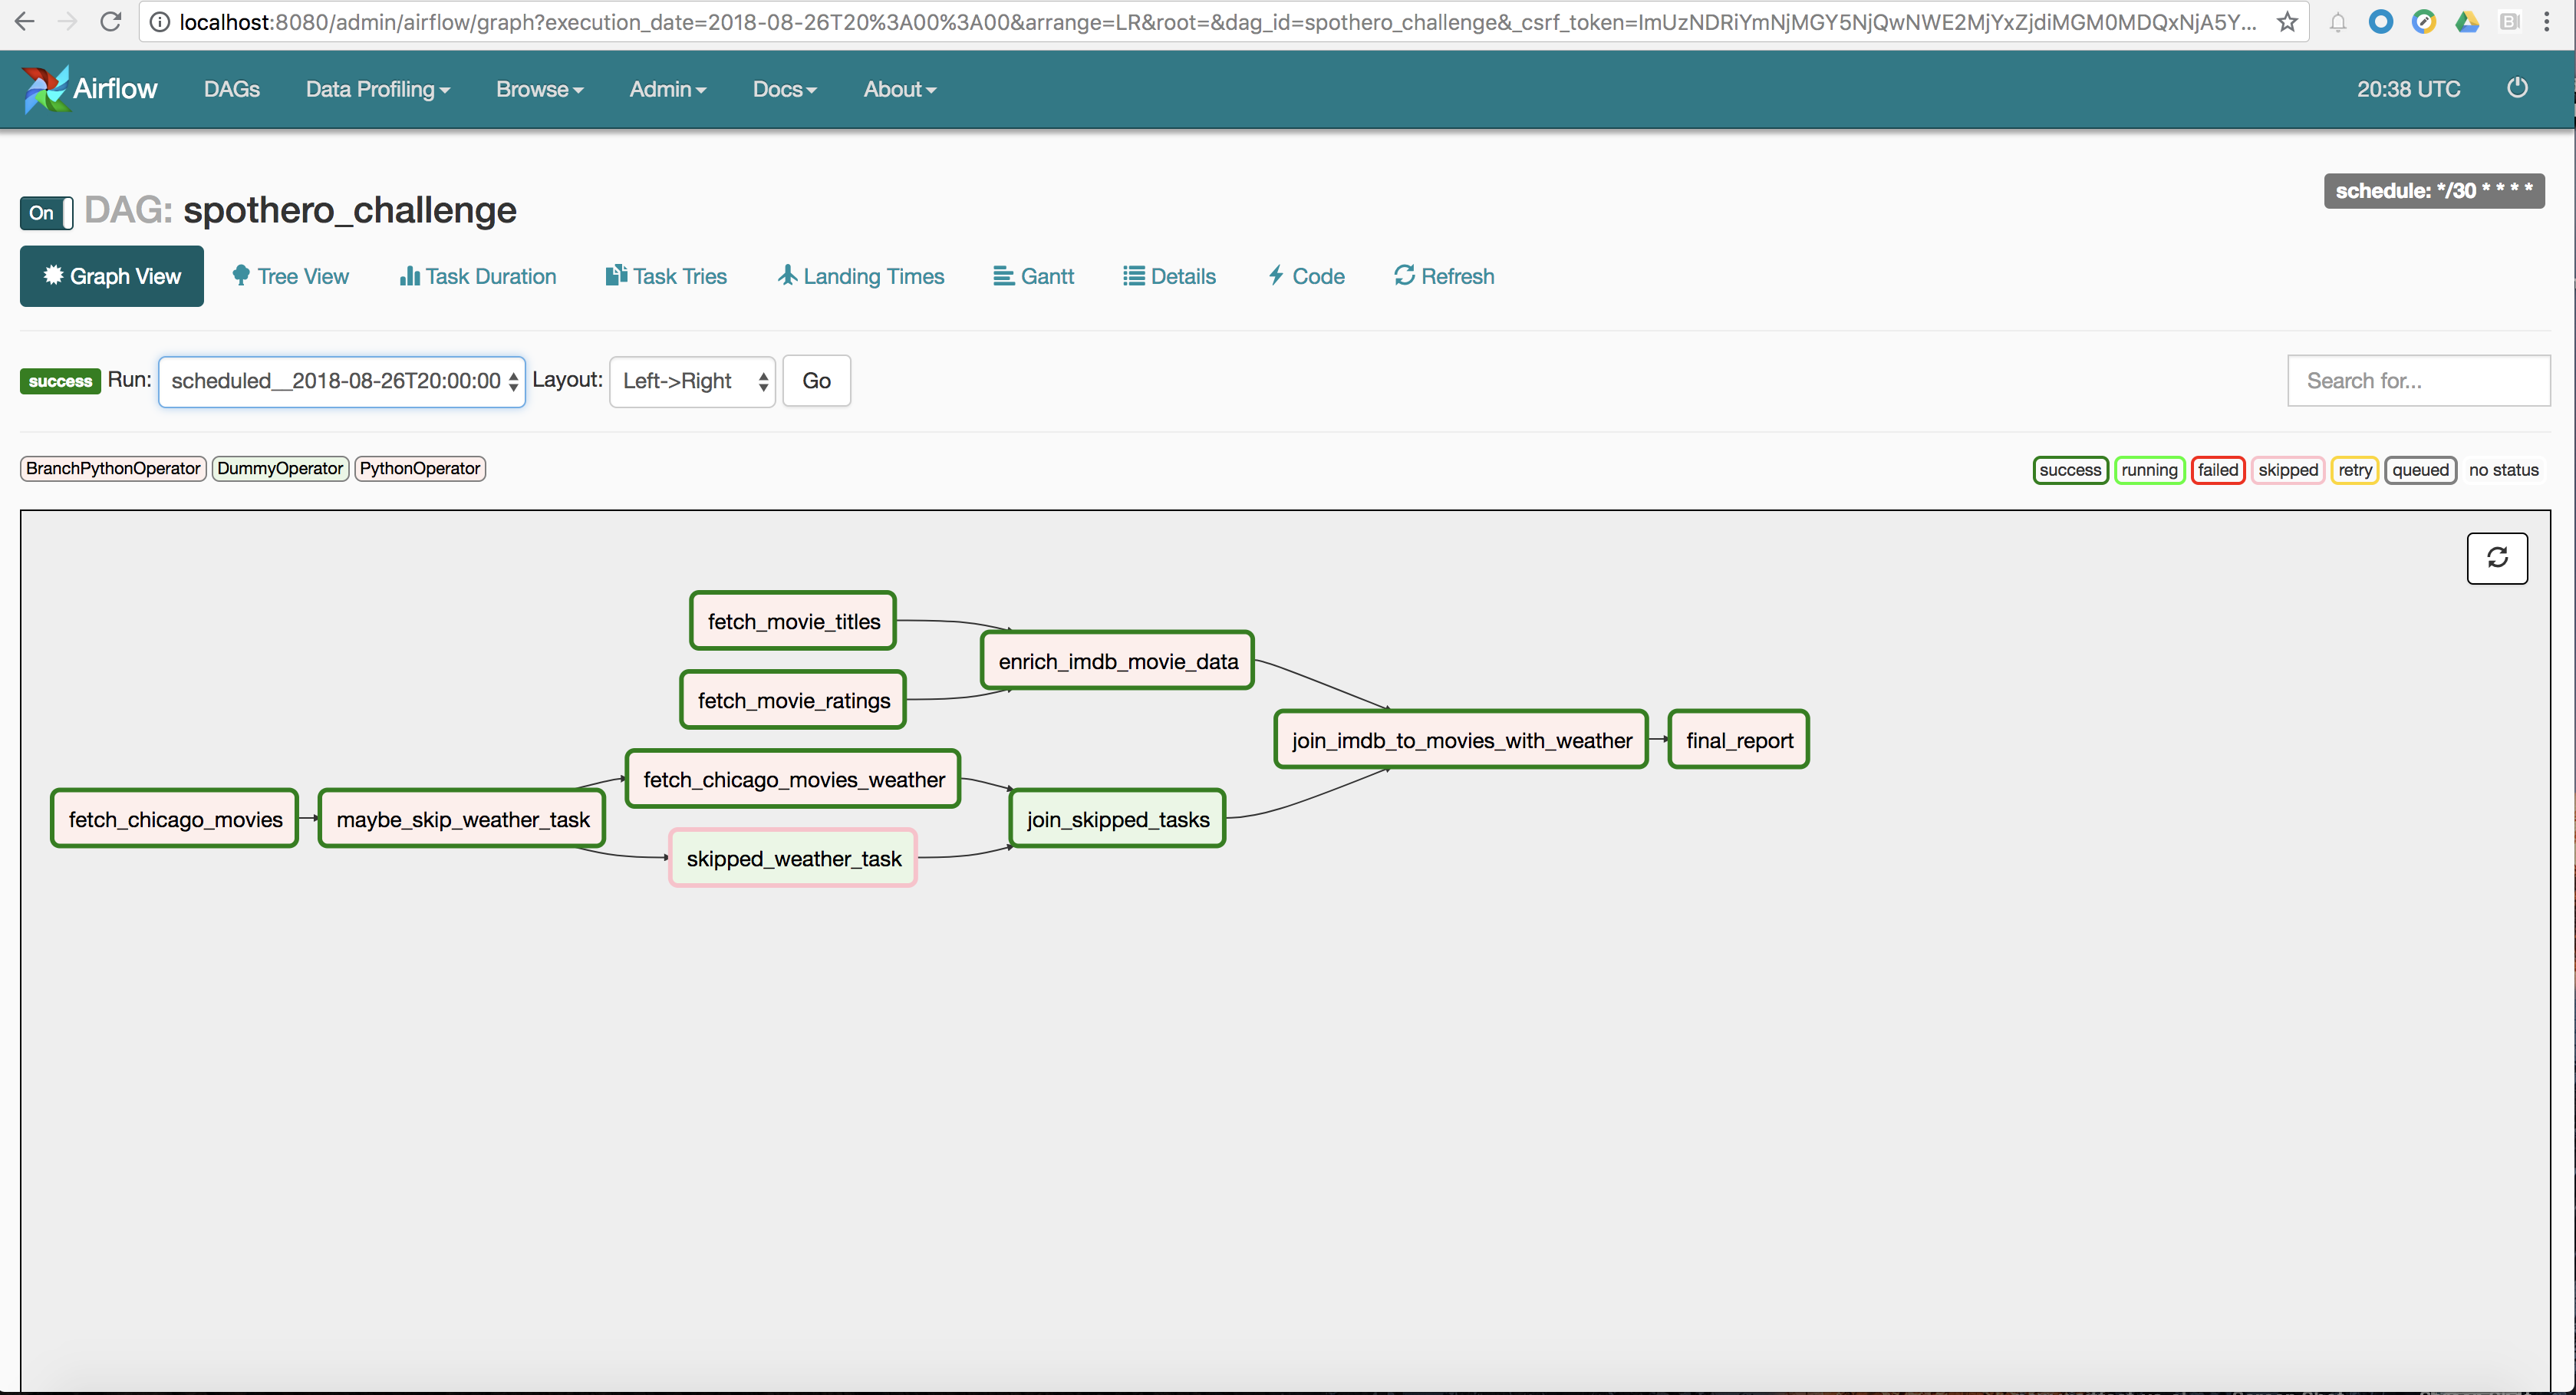 localhost:8080/admin/airflow/graph?execution_date=2018-08-26T20%3A00%3A00&arrange=LR&root=&dag_id=spothero_challenge&_csrf_token=ImUzNDRiYmNjMGY5NjQwNWE2MjYxZjdiMGM0MDQxNjA5Y...
Airflow DAGs Data Profiling Browse Admin Docs About 20:38 UTC
schedule: */30 * * * *
On DAG: spothero_challenge
Graph View Tree View Task Duration Task Tries Landing Times Gantt Details Code Refresh
success Run: scheduled__2018-08-26T20:00:00 Layout: Left->Right Go Search for...
BranchPythonOperator DummyOperator PythonOperator success running failed skipped retry queued no status
fetch_movie_titles
enrich_imdb_movie_data
fetch_movie_ratings
join_imdb_to_movies_with_weather final_report
fetch_chicago_movies_weather
fetch_chicago_movies maybe_skip_weather_task join_skipped_tasks
skipped_weather_task